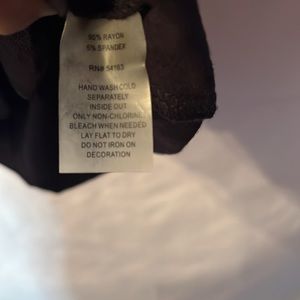 95% RAYON
5% SPANDEX
RN# 54163
HAND WASH COLD
SEPARATELY
INSIDE OUT
ONLY NON-CHLORINE
BLEACH WHEN NEEDED
LAY FLAT TO DRY
DO NOT IRON ON
DECORATION